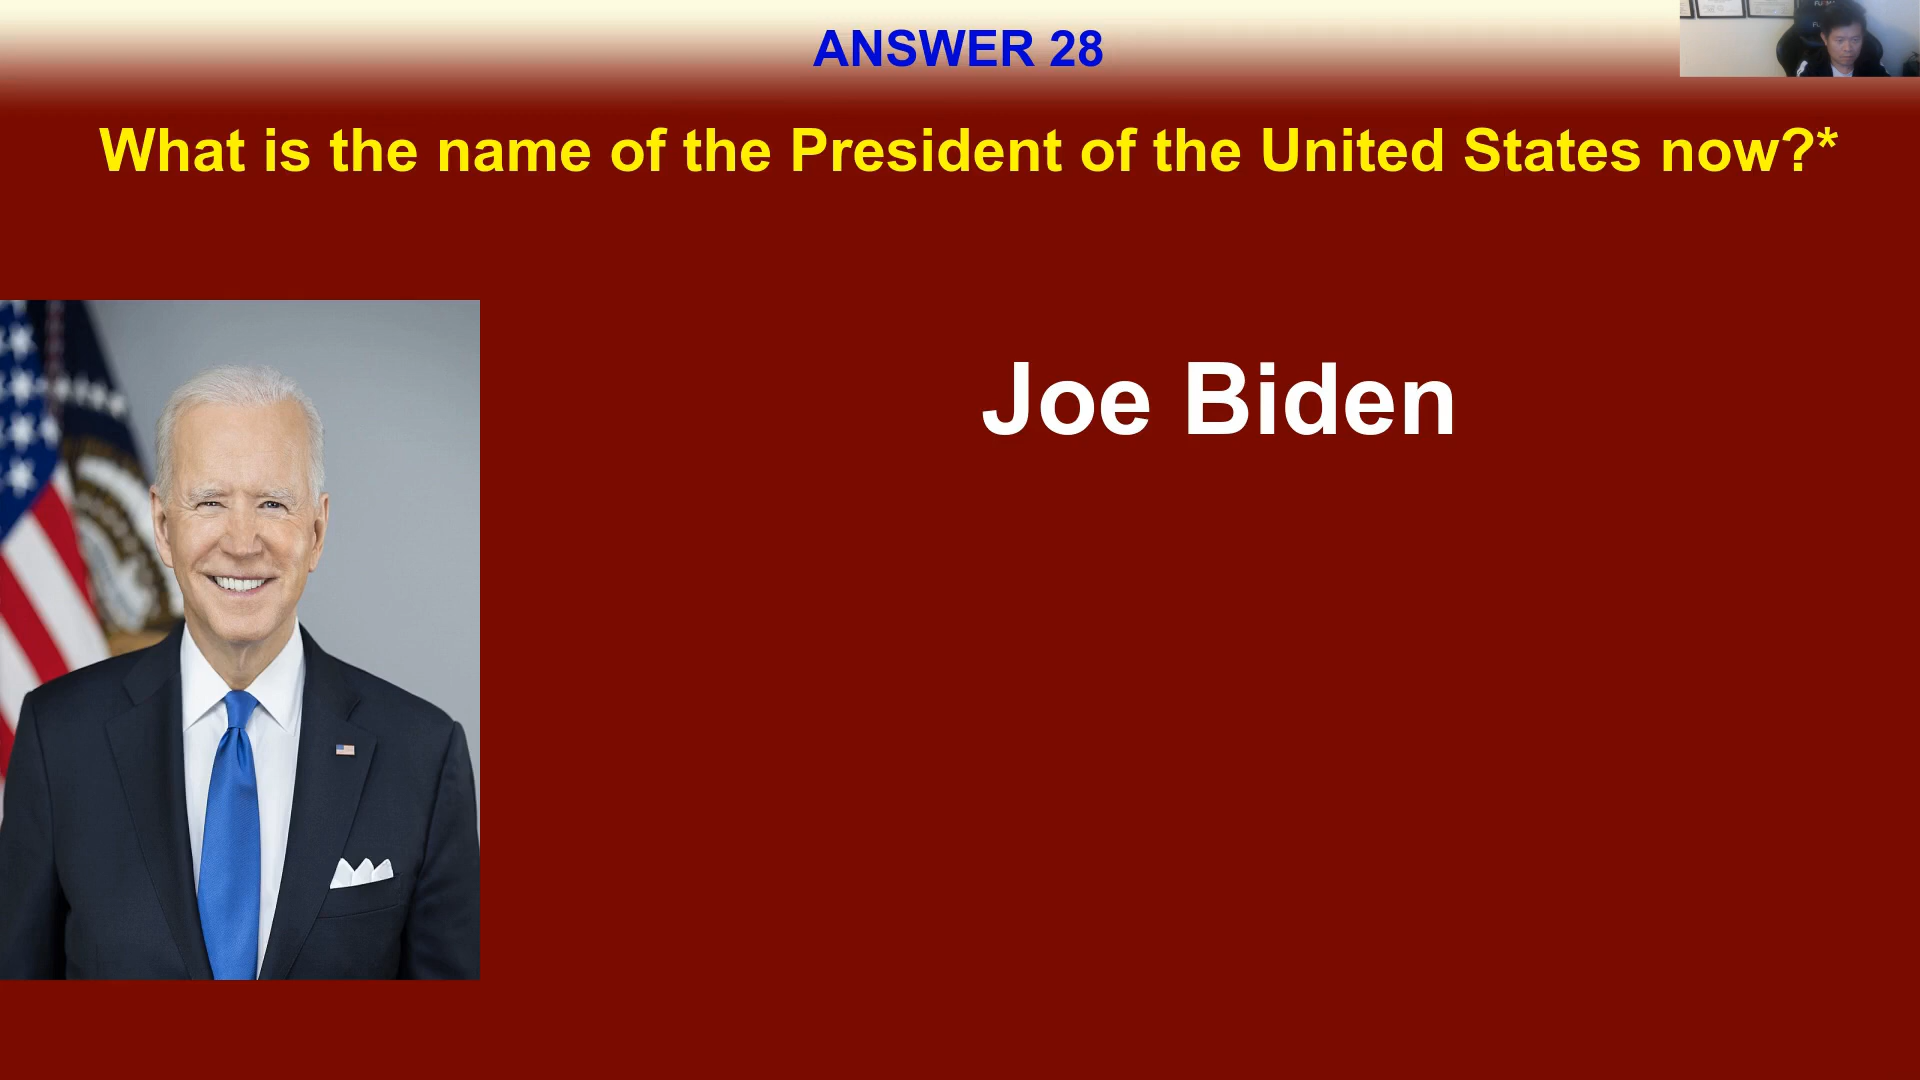 ANSWER 28
What is the name of the President of the United States now?*
Joe Biden